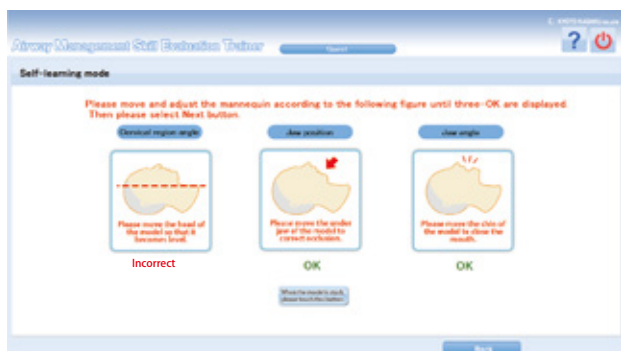 Airway Management Skill Evaluation Trainer
Guest
?
Self-learning mode
Please move and adjust the mannequin according to the following figure until three-OK are displayed.
Then please select Next button.
Cervical region angle
Jaw position
Jaw angle
Please move the head of
the model so that it
becomes level.
Please move the under
jaw of the model to
correct occlusion.
Please move the chin of
the model to close the
mouth.
Incorrect
OK
OK
When the model is stuck,
please touch this button.
Back